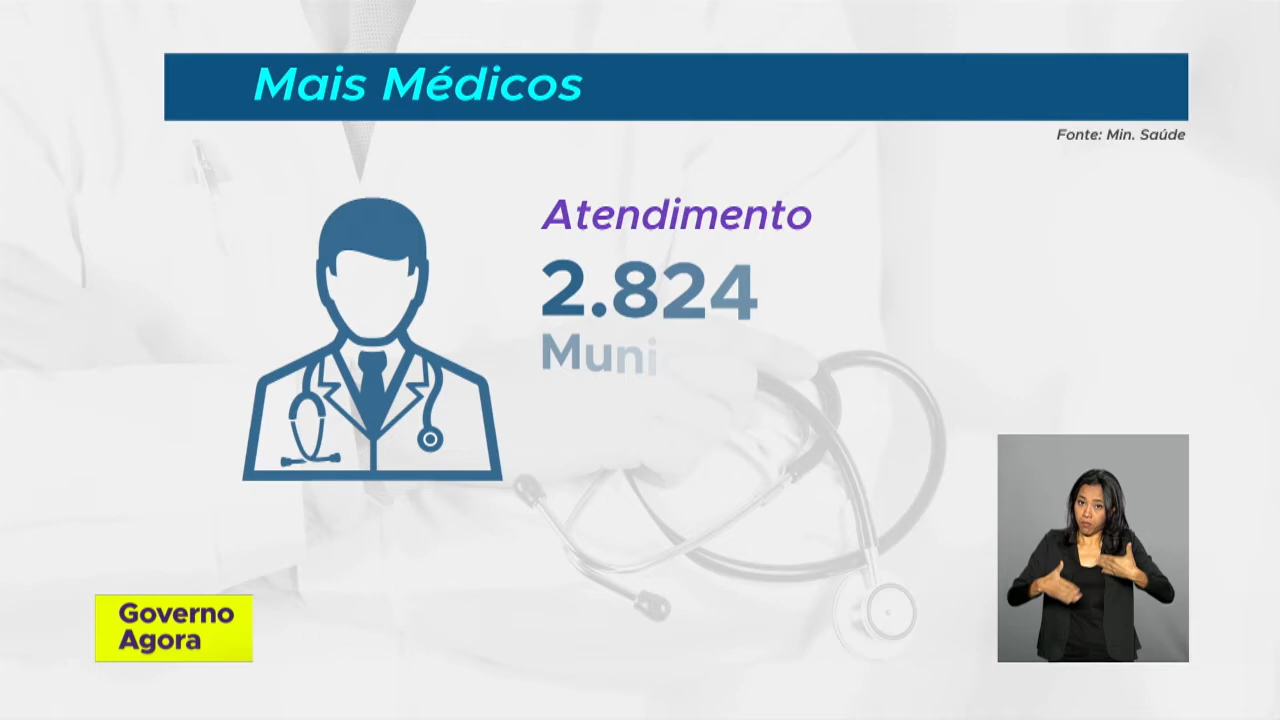 Mais Médicos
Fonte: Min. Saúde
Atendimento
2.824
Muni
Governo
Agora